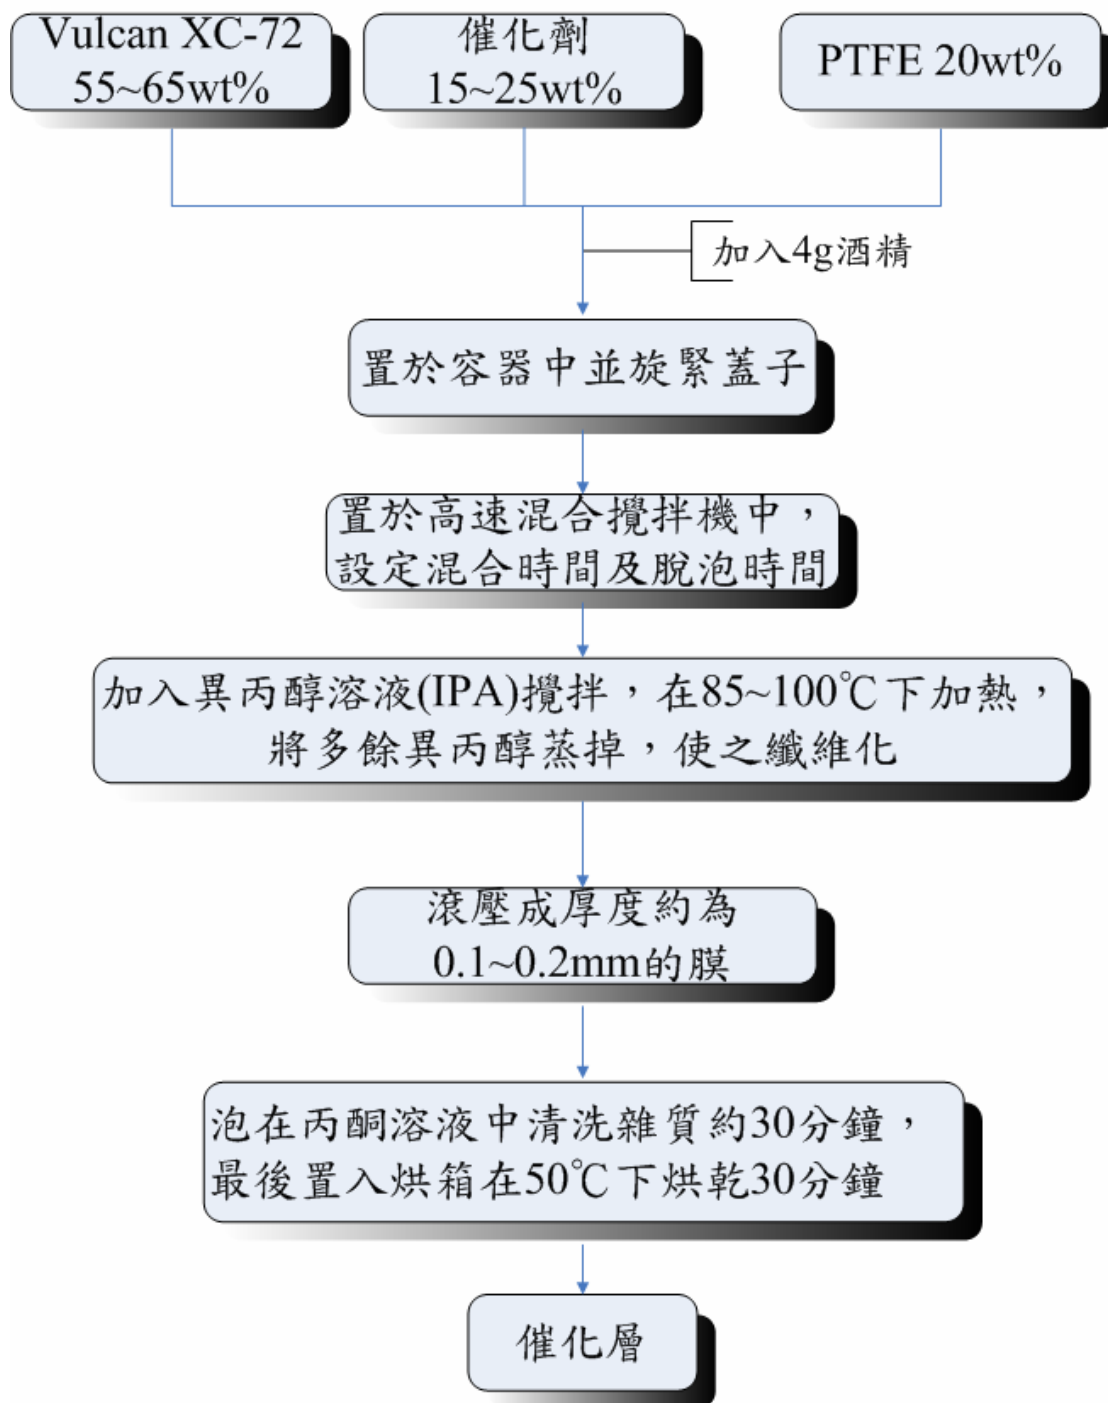 Vulcan XC-72
55~65wt%
催化劑
15~25wt%
PTFE 20wt%
加入4g酒精
置於容器中並旋緊蓋子
置於高速混合攪拌機中，
設定混合時間及脫泡時間
加入異丙醇溶液(IPA)攪拌，在85~100℃下加熱，
將多餘異丙醇蒸掉，使之纖維化
滾壓成厚度約為
0.1~0.2mm的膜
泡在丙酮溶液中清洗雜質約30分鐘，
最後置入烘箱在50℃下烘乾30分鐘
催化層